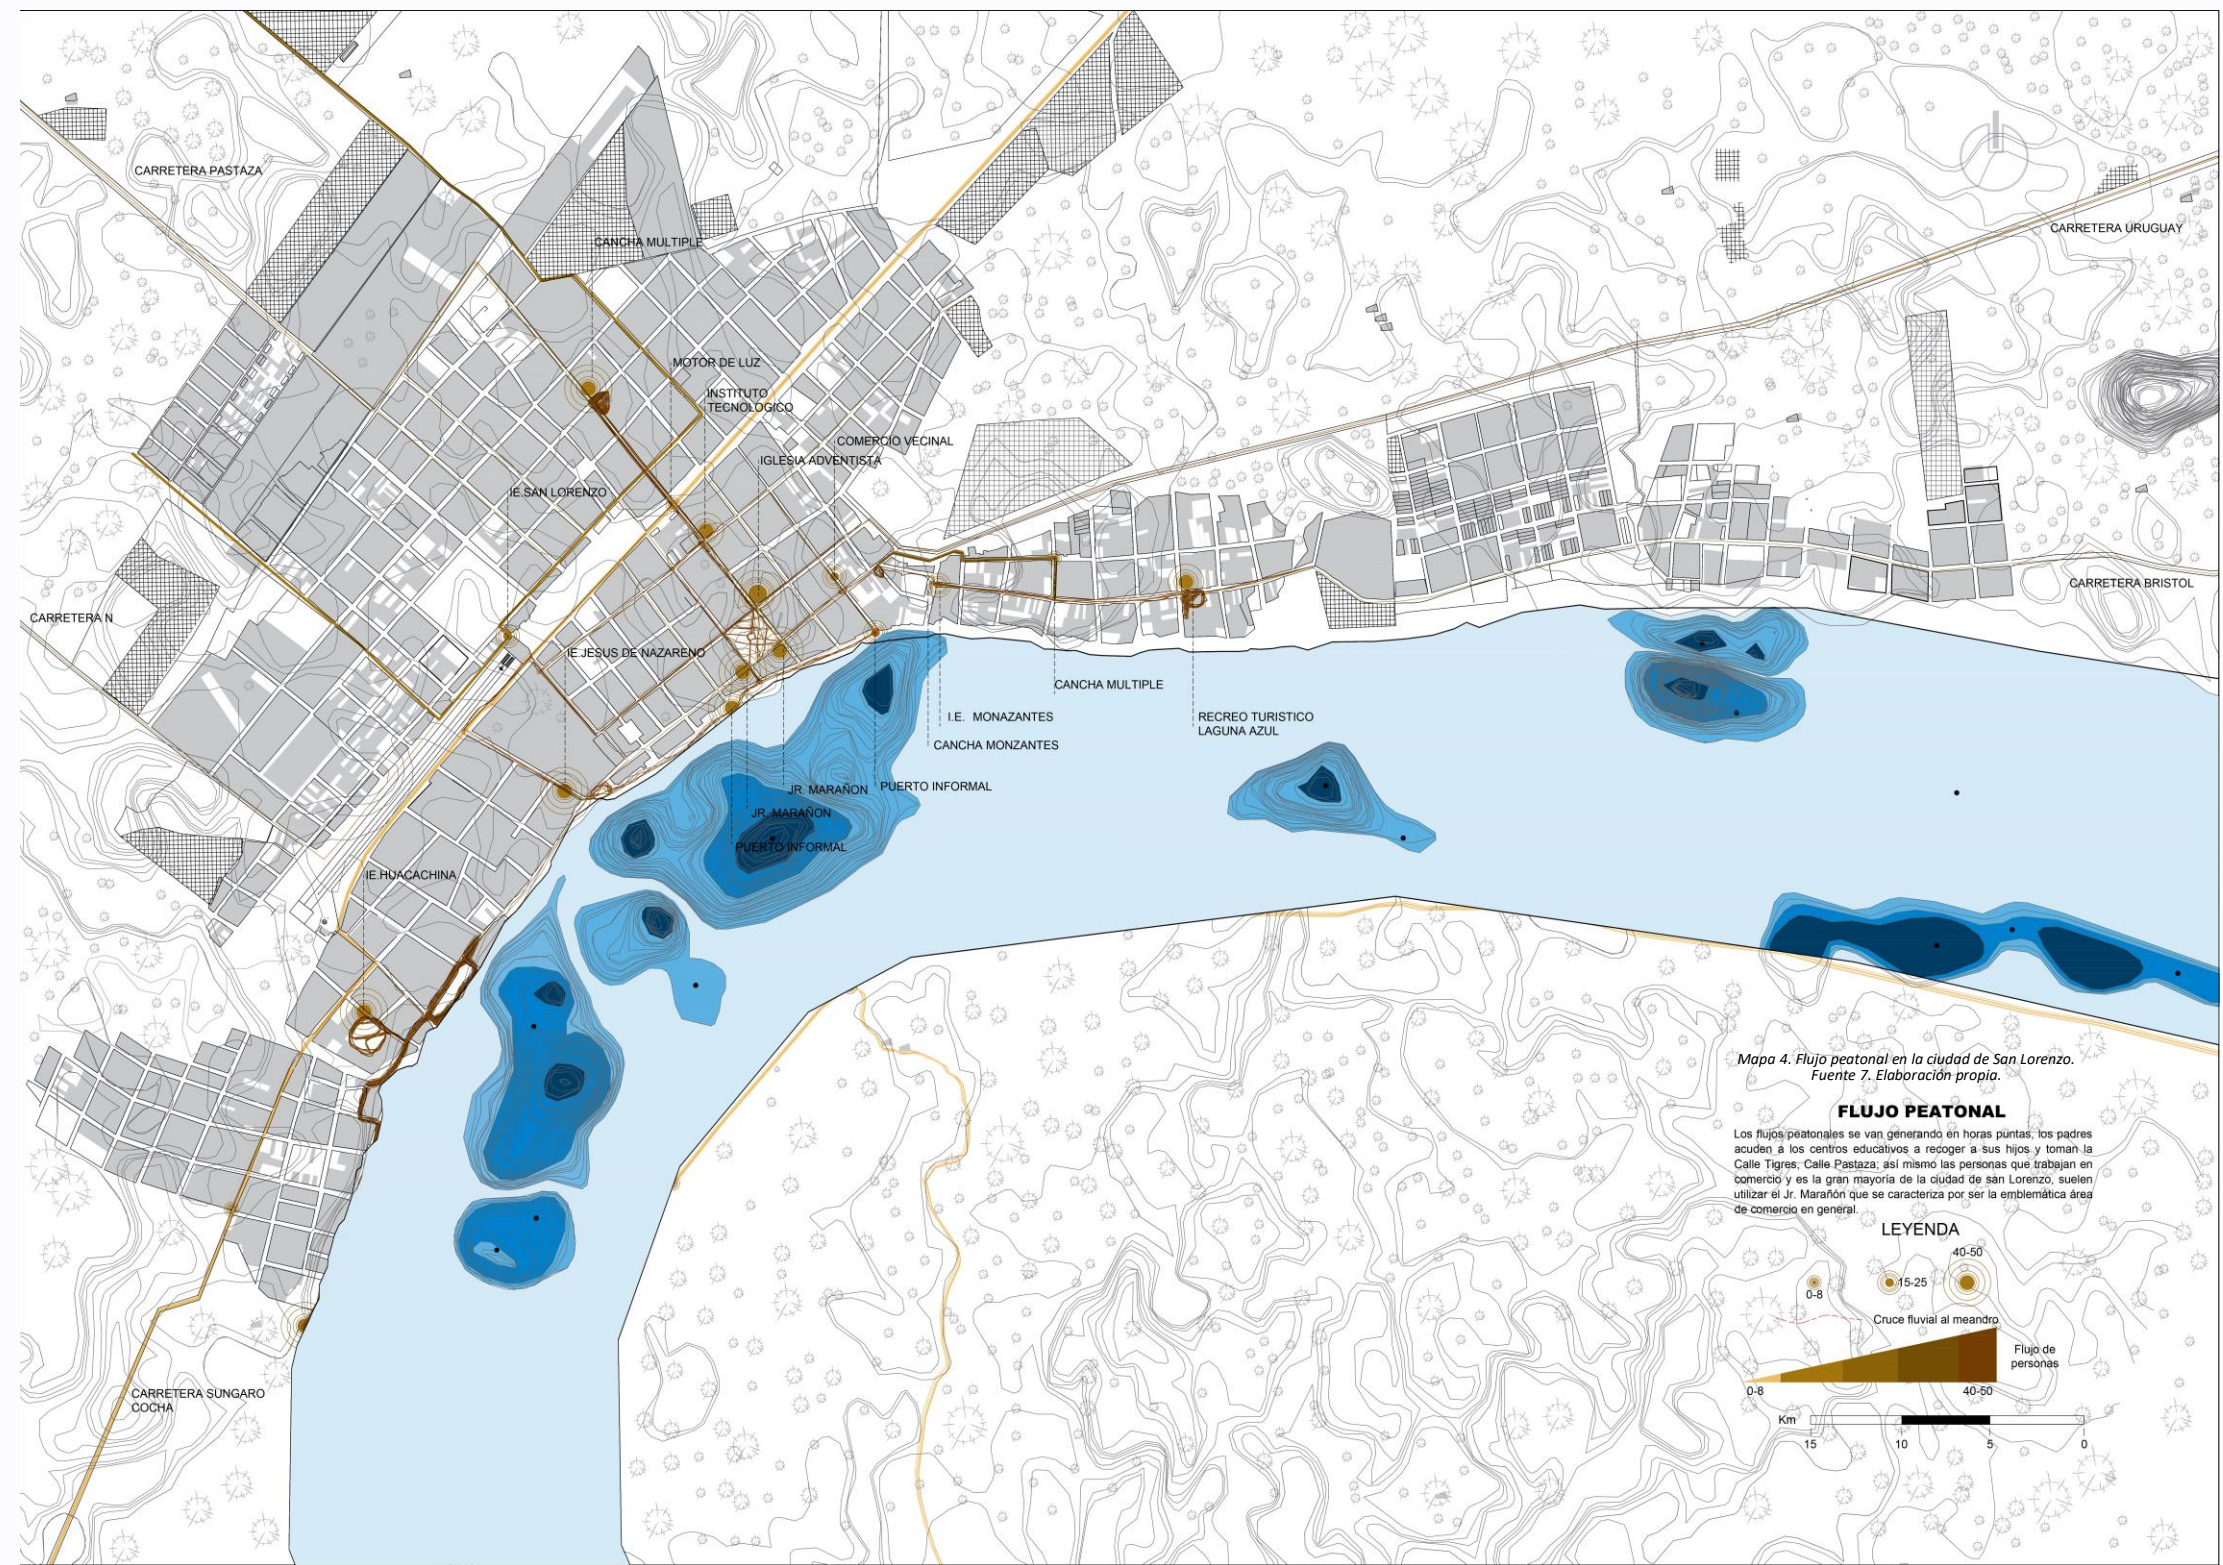 CARRETERA PASTAZA
CANCHA MULTIPLE
CARRETERA URUGUAY
MOTOR DE LUZ
INSTITUTO
TECNOLOGICO
COMERCIO VECINAL
IGLESIA ADVENTISTA
IE.SAN LORENZO
CARRETERA BRISTOL
CARRETERA N
IE.JESUS DE NAZARENO
CANCHA MULTIPLE
I.E. MONAZANTES
RECREO TURISTICO
LAGUNA AZUL
CANCHA MONZANTES
JR. MARAÑON
PUERTO INFORMAL
JR. MARAÑON
PUERTO INFORMAL
IE.HUACACHINA
CARRETERA SUNGARO
COCHA
Mapa 4. Flujo peatonal en la ciudad de San Lorenzo.
Fuente 7. Elaboración propia.
FLUJO PEATONAL
Los flujos peatonales se van generando en horas puntas, los padres
acuden a los centros educativos a recoger a sus hijos y toman la
Calle Tigres, Calle Pastaza; así mismo las personas que trabajan en
comercio y es la gran mayoría de la ciudad de san Lorenzo, suelen
utilizar el Jr. Marañón que se caracteriza por ser la emblemática área
de comercio en general.
LEYENDA
40-50
15-25
0-8
Cruce fluvial al meandro
Flujo de
personas
0-8
40-50
Km
15
10
5
0